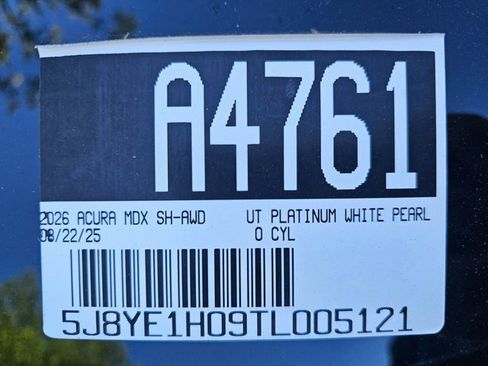 A4761
2026 ACURA MDX SH-AWD UT PLATINUM WHITE PEARL
08/22/25 0 CYL
5J8YE1H09TL005121